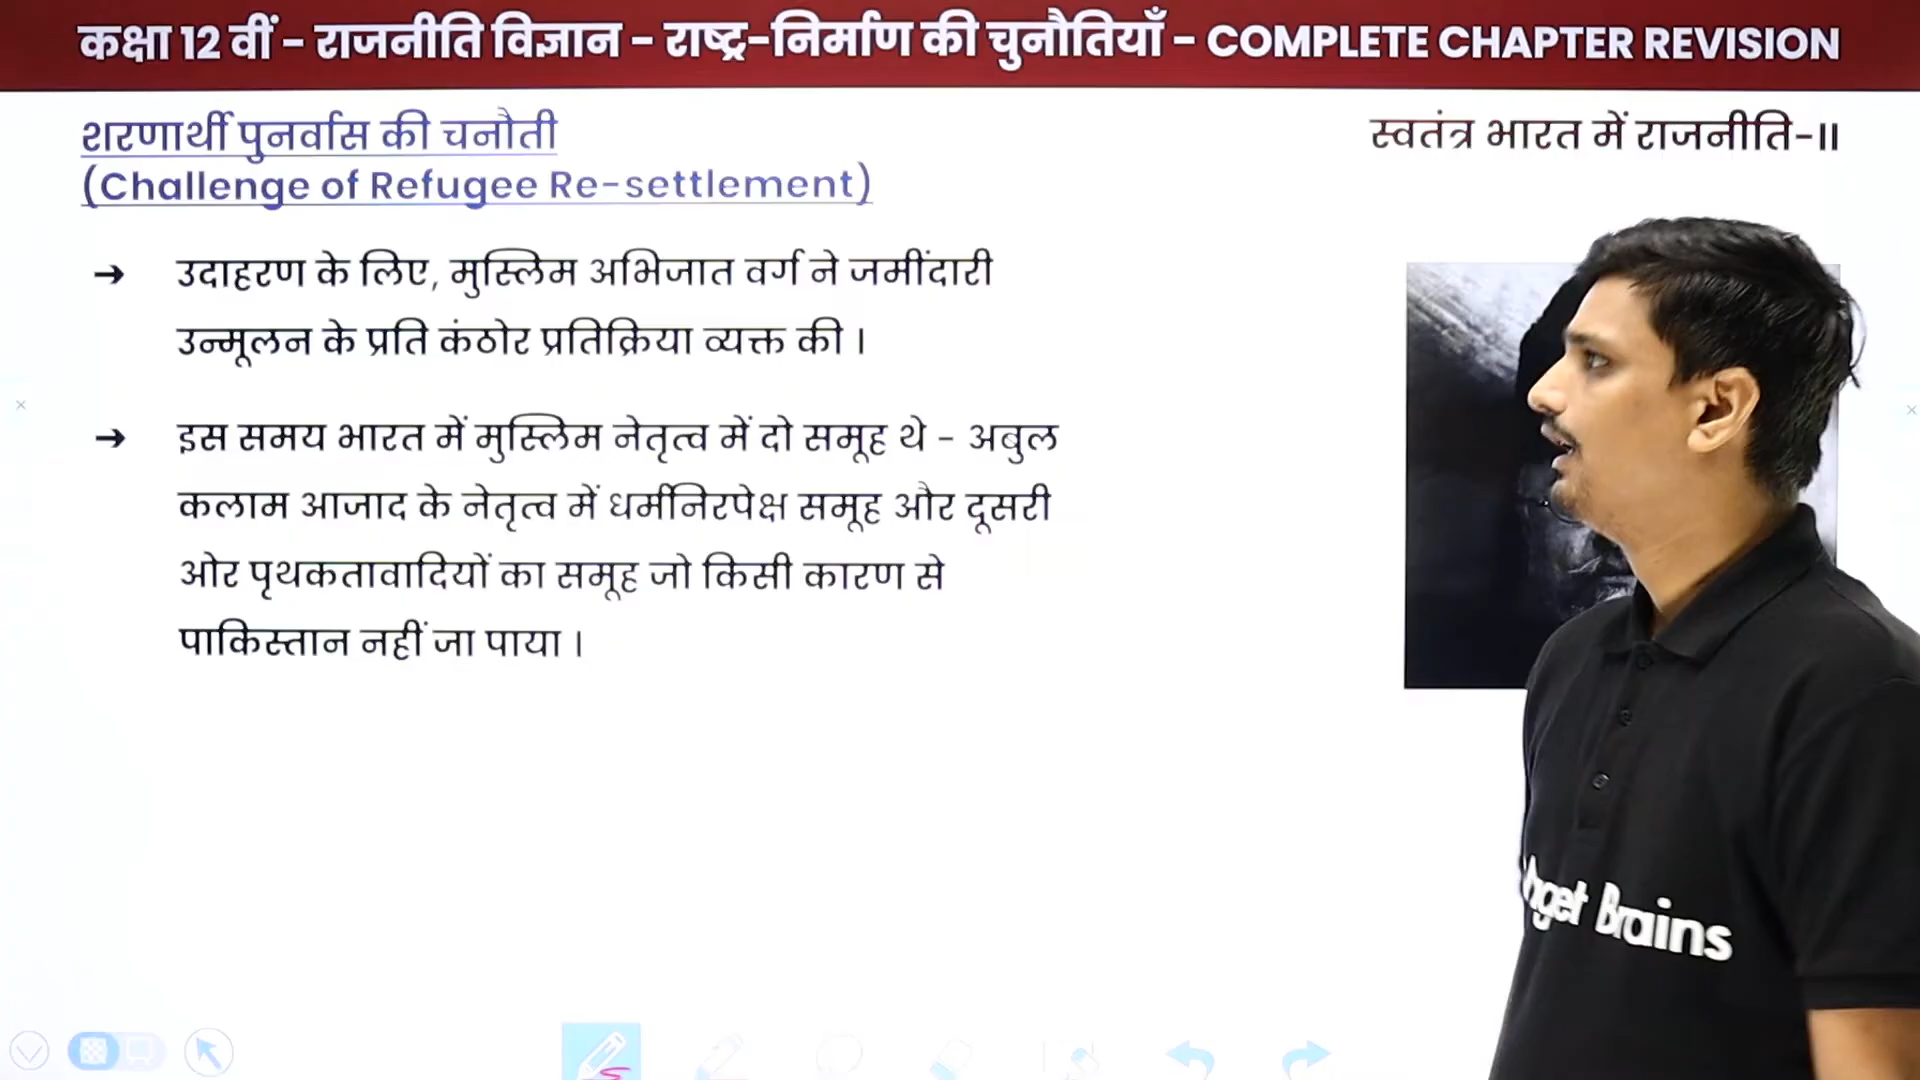 कक्षा 12 वीं – राजनीति विज्ञान – राष्ट्र-निर्माण की चुनौतियाँ – COMPLETE CHAPTER REVISION
शरणार्थी पुनर्वास की चनौती
(Challenge of Refugee Re-settlement)
स्वतंत्र भारत में राजनीति-II
→ उदाहरण के लिए, मुस्लिम अभिजात वर्ग ने जमींदारी
उन्मूलन के प्रति कंठोर प्रतिक्रिया व्यक्त की ।
→ इस समय भारत में मुस्लिम नेतृत्व में दो समूह थे - अबुल
कलाम आजाद के नेतृत्व में धर्मनिरपेक्ष समूह और दूसरी
ओर पृथकतावादियों का समूह जो किसी कारण से
पाकिस्तान नहीं जा पाया ।
Brains